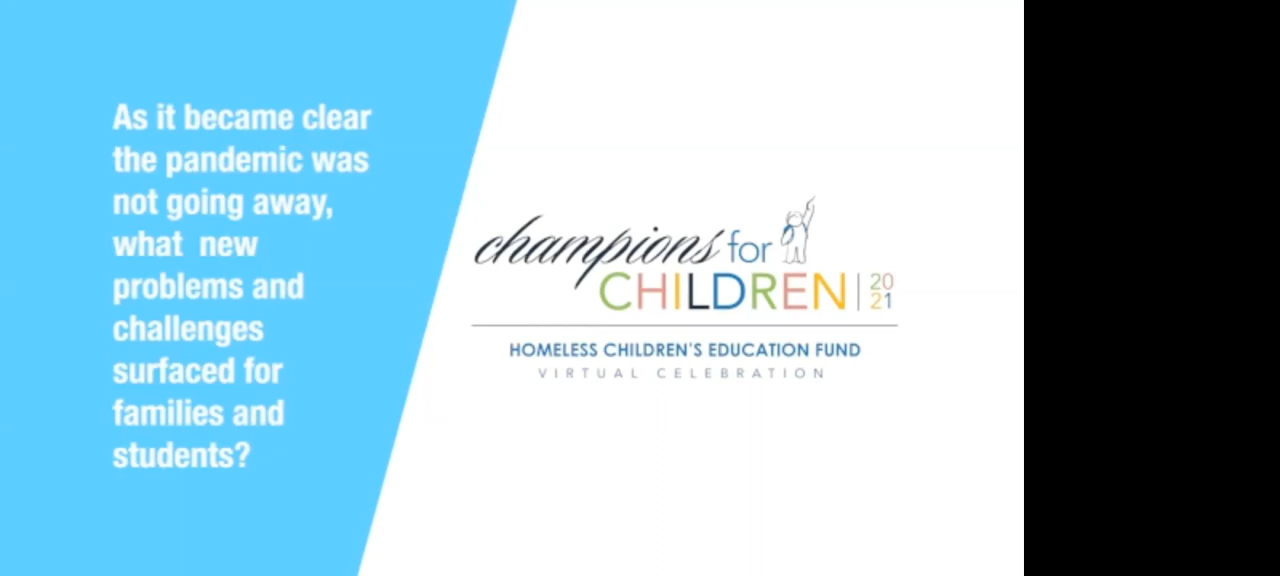 As it became clear
the pandemic was
not going away,
what  new
problems and
challenges
surfaced for
families and
students?
champions for
CHILDREN | 20
21
HOMELESS CHILDREN'S EDUCATION FUND
VIRTUAL CELEBRATION